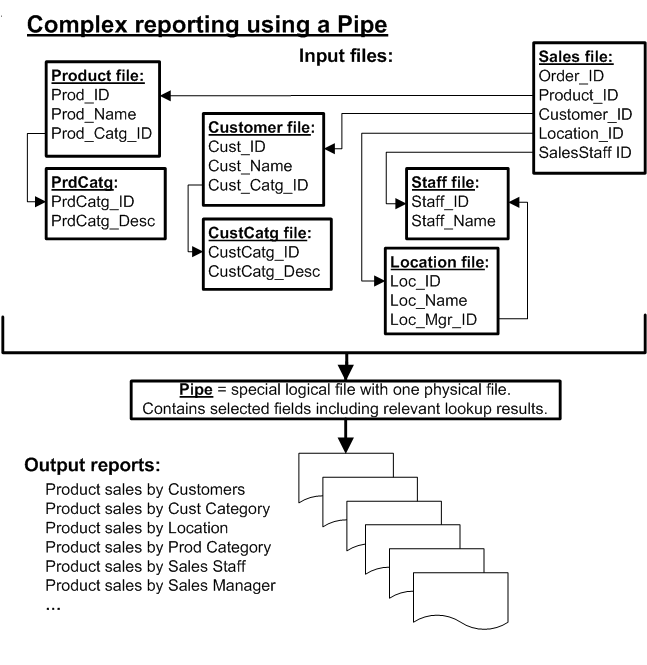 Complex reporting using a Pipe
Input files:
Product file:
Prod_ID
Prod_Name
Prod_Catg_ID
PrdCatg:
PrdCatg_ID
PrdCatg_Desc
Customer file:
Cust_ID
Cust_Name
Cust_Catg_ID
CustCatg file:
CustCatg_ID
CustCatg_Desc
Sales file:
Order_ID
Product_ID
Customer_ID
Location_ID
SalesStaff ID
Staff file:
Staff_ID
Staff_Name
Location file:
Loc_ID
Loc_Name
Loc_Mgr_ID
Pipe = special logical file with one physical file.
Contains selected fields including relevant lookup results.
Output reports:
Product sales by Customers
Product sales by Cust Category
Product sales by Location
Product sales by Prod Category
Product sales by Sales Staff
Product sales by Sales Manager
...